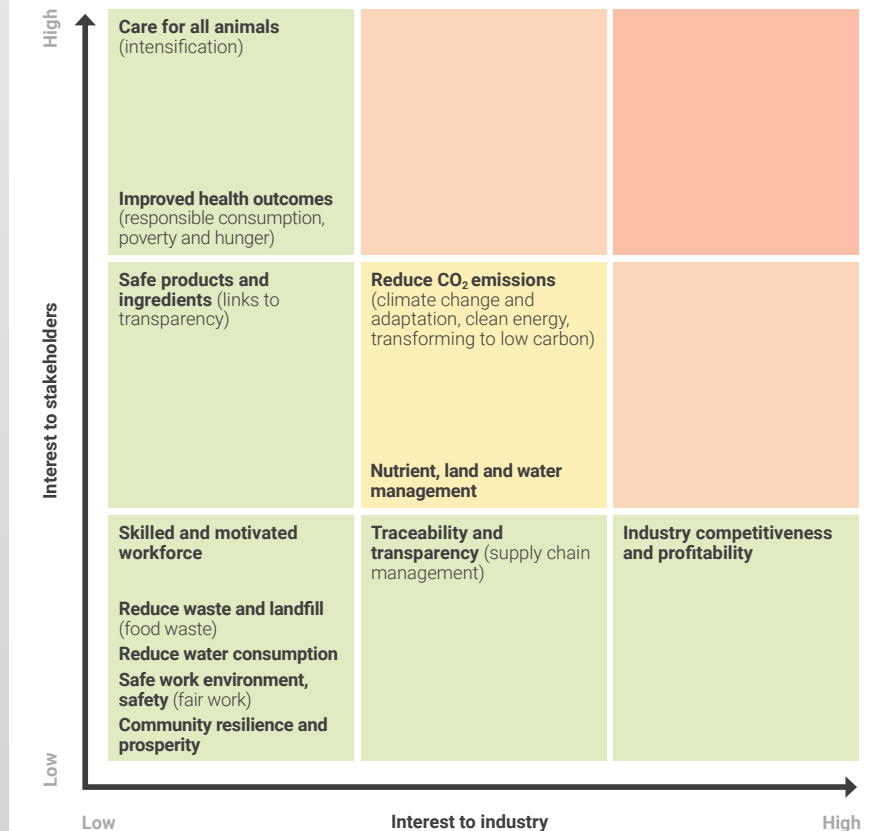 High
Care for all animals
(intensification)
Improved health outcomes
(responsible consumption,
poverty and hunger)
Interest to stakeholders
Safe products and
ingredients (links to
transparency)
Reduce CO₂ emissions
(climate change and
adaptation, clean energy,
transforming to low carbon)
Nutrient, land and water
management
Skilled and motivated
workforce
Reduce waste and landfill
(food waste)
Reduce water consumption
Safe work environment,
safety (fair work)
Community resilience and
prosperity
Traceability and
transparency (supply chain
management)
Industry competitiveness
and profitability
Low
Low
Interest to industry
High